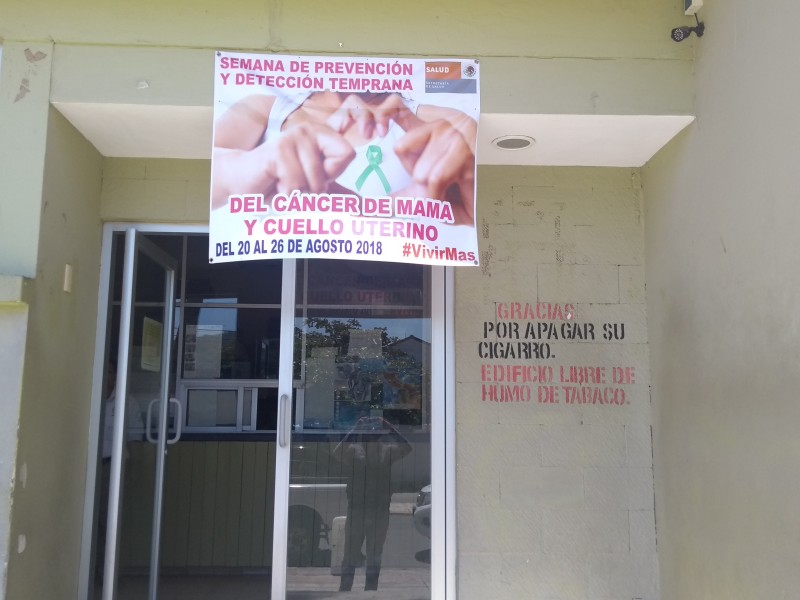 SEMANA DE PREVENCIÓN
Y DETECCIÓN TEMPRANA
SALUD
DEL CÁNCER DE MAMA
Y CUELLO UTERINO
DEL 20 AL 26 DE AGOSTO 2018 #VivirMas
GRACIAS
POR APAGAR SU
CIGARRO.
EDIFICIO LIBRE DE
HUMO DE TABACO.